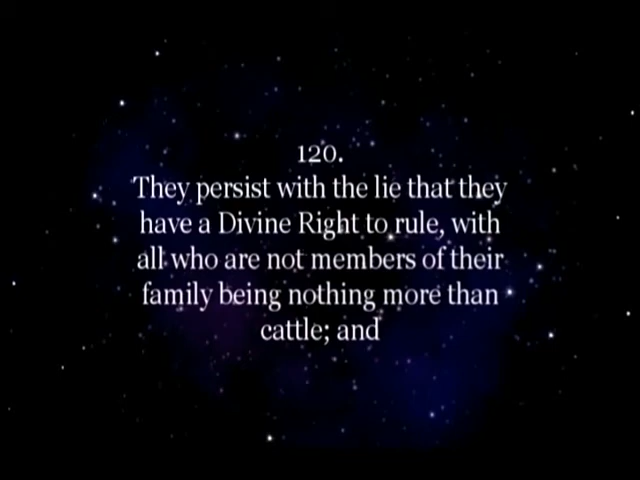 120.
They persist with the lie that they
have a Divine Right to rule, with
all who are not members of their
family being nothing more than
cattle; and